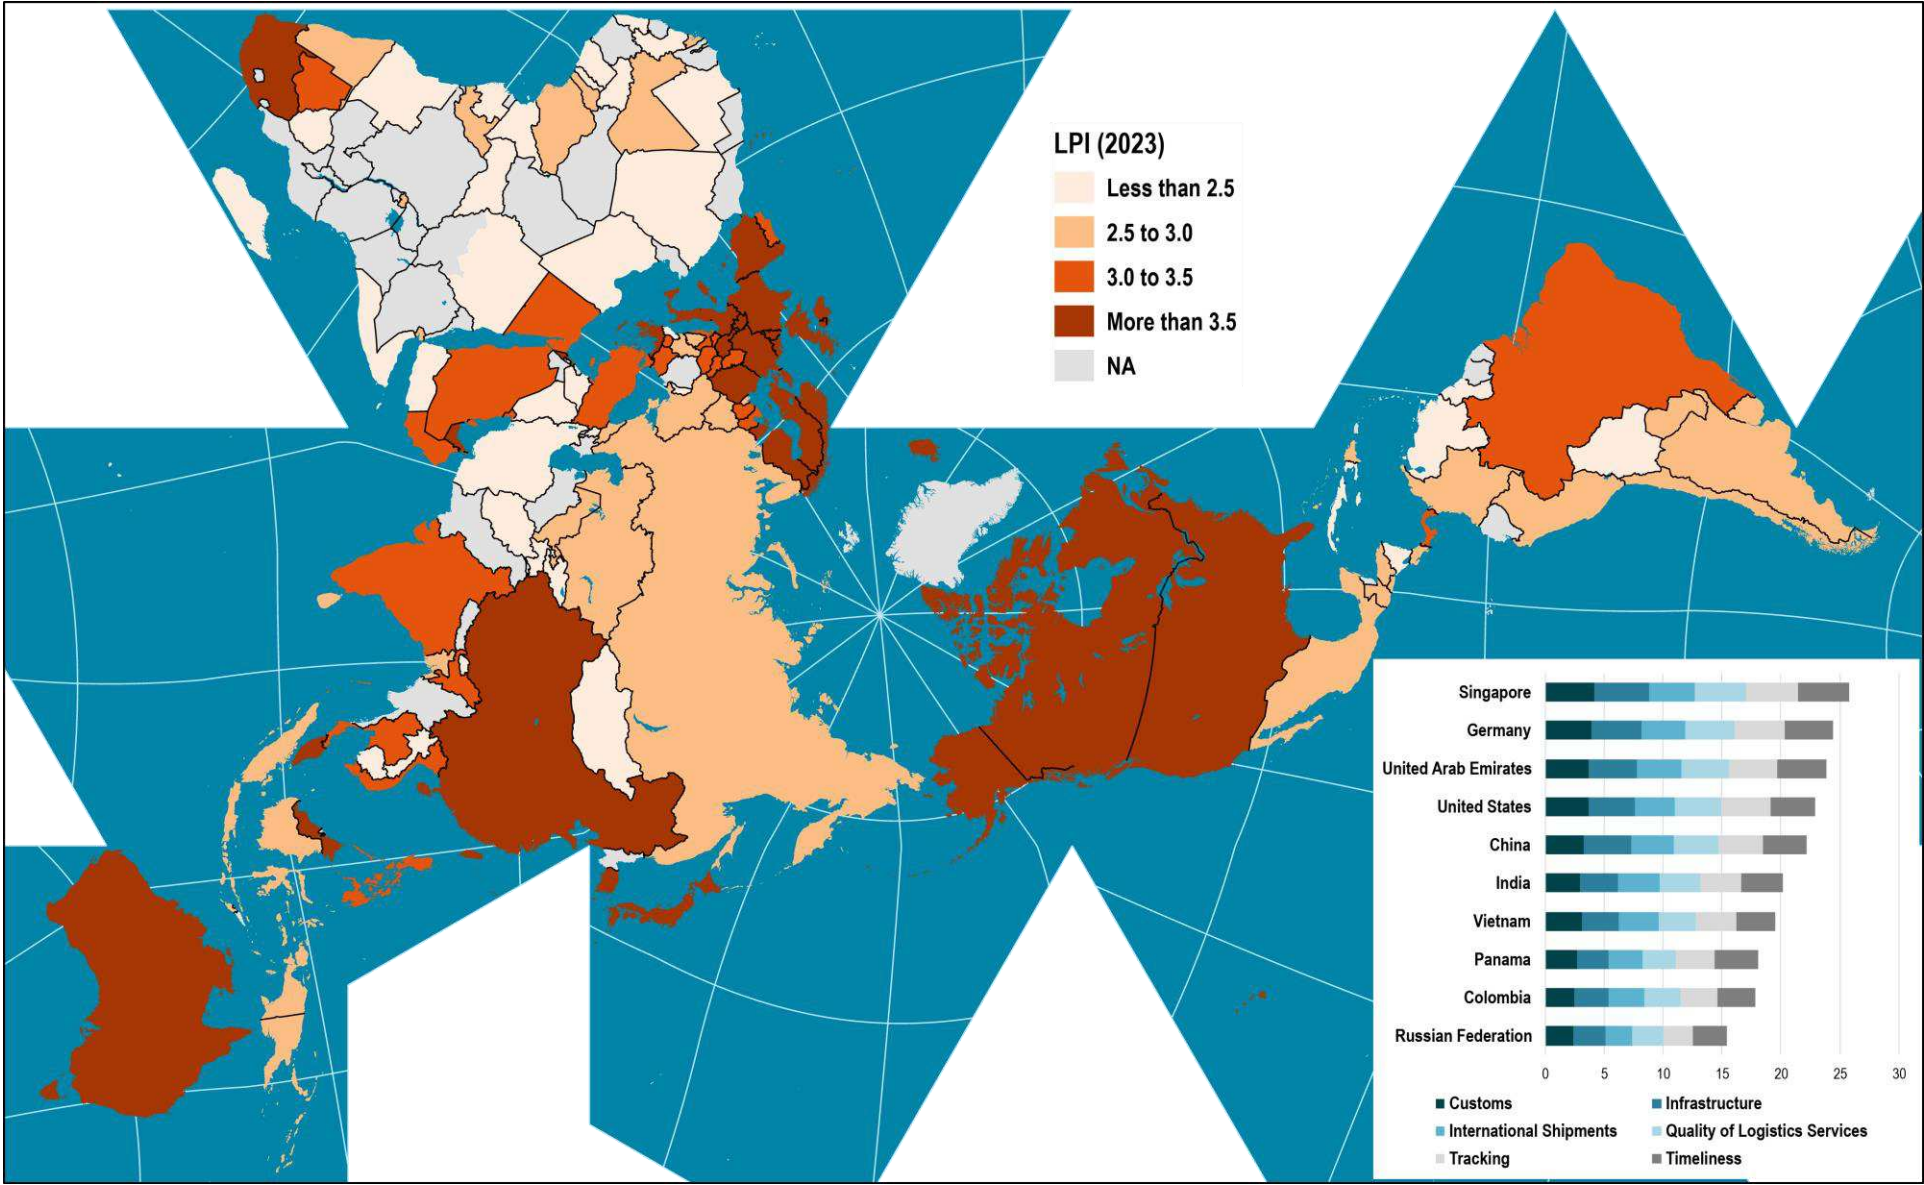 LPI (2023)
Less than 2.5
2.5 to 3.0
3.0 to 3.5
More than 3.5
NA
Singapore
Germany
United Arab Emirates
United States
China
India
Vietnam
Panama
Colombia
Russian Federation
0 5 10 15 20 25 30
Customs Infrastructure
International Shipments Quality of Logistics Services
Tracking Timeliness